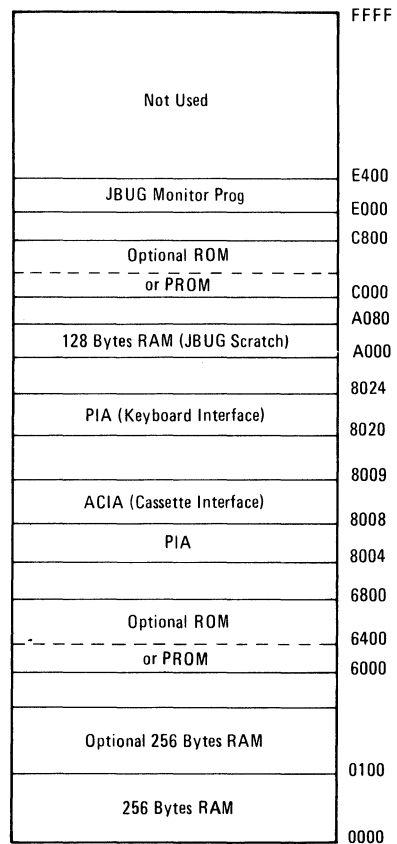 FFFF
Not Used
E400
JBUG Monitor Prog
E000
C800
Optional ROM
or PROM
C000
A080
128 Bytes RAM (JBUG Scratch)
A000
8024
PIA (Keyboard Interface)
8020
8009
ACIA (Cassette Interface)
8008
PIA
8004
6800
Optional ROM
6400
or PROM
6000
Optional 256 Bytes RAM
0100
256 Bytes RAM
0000